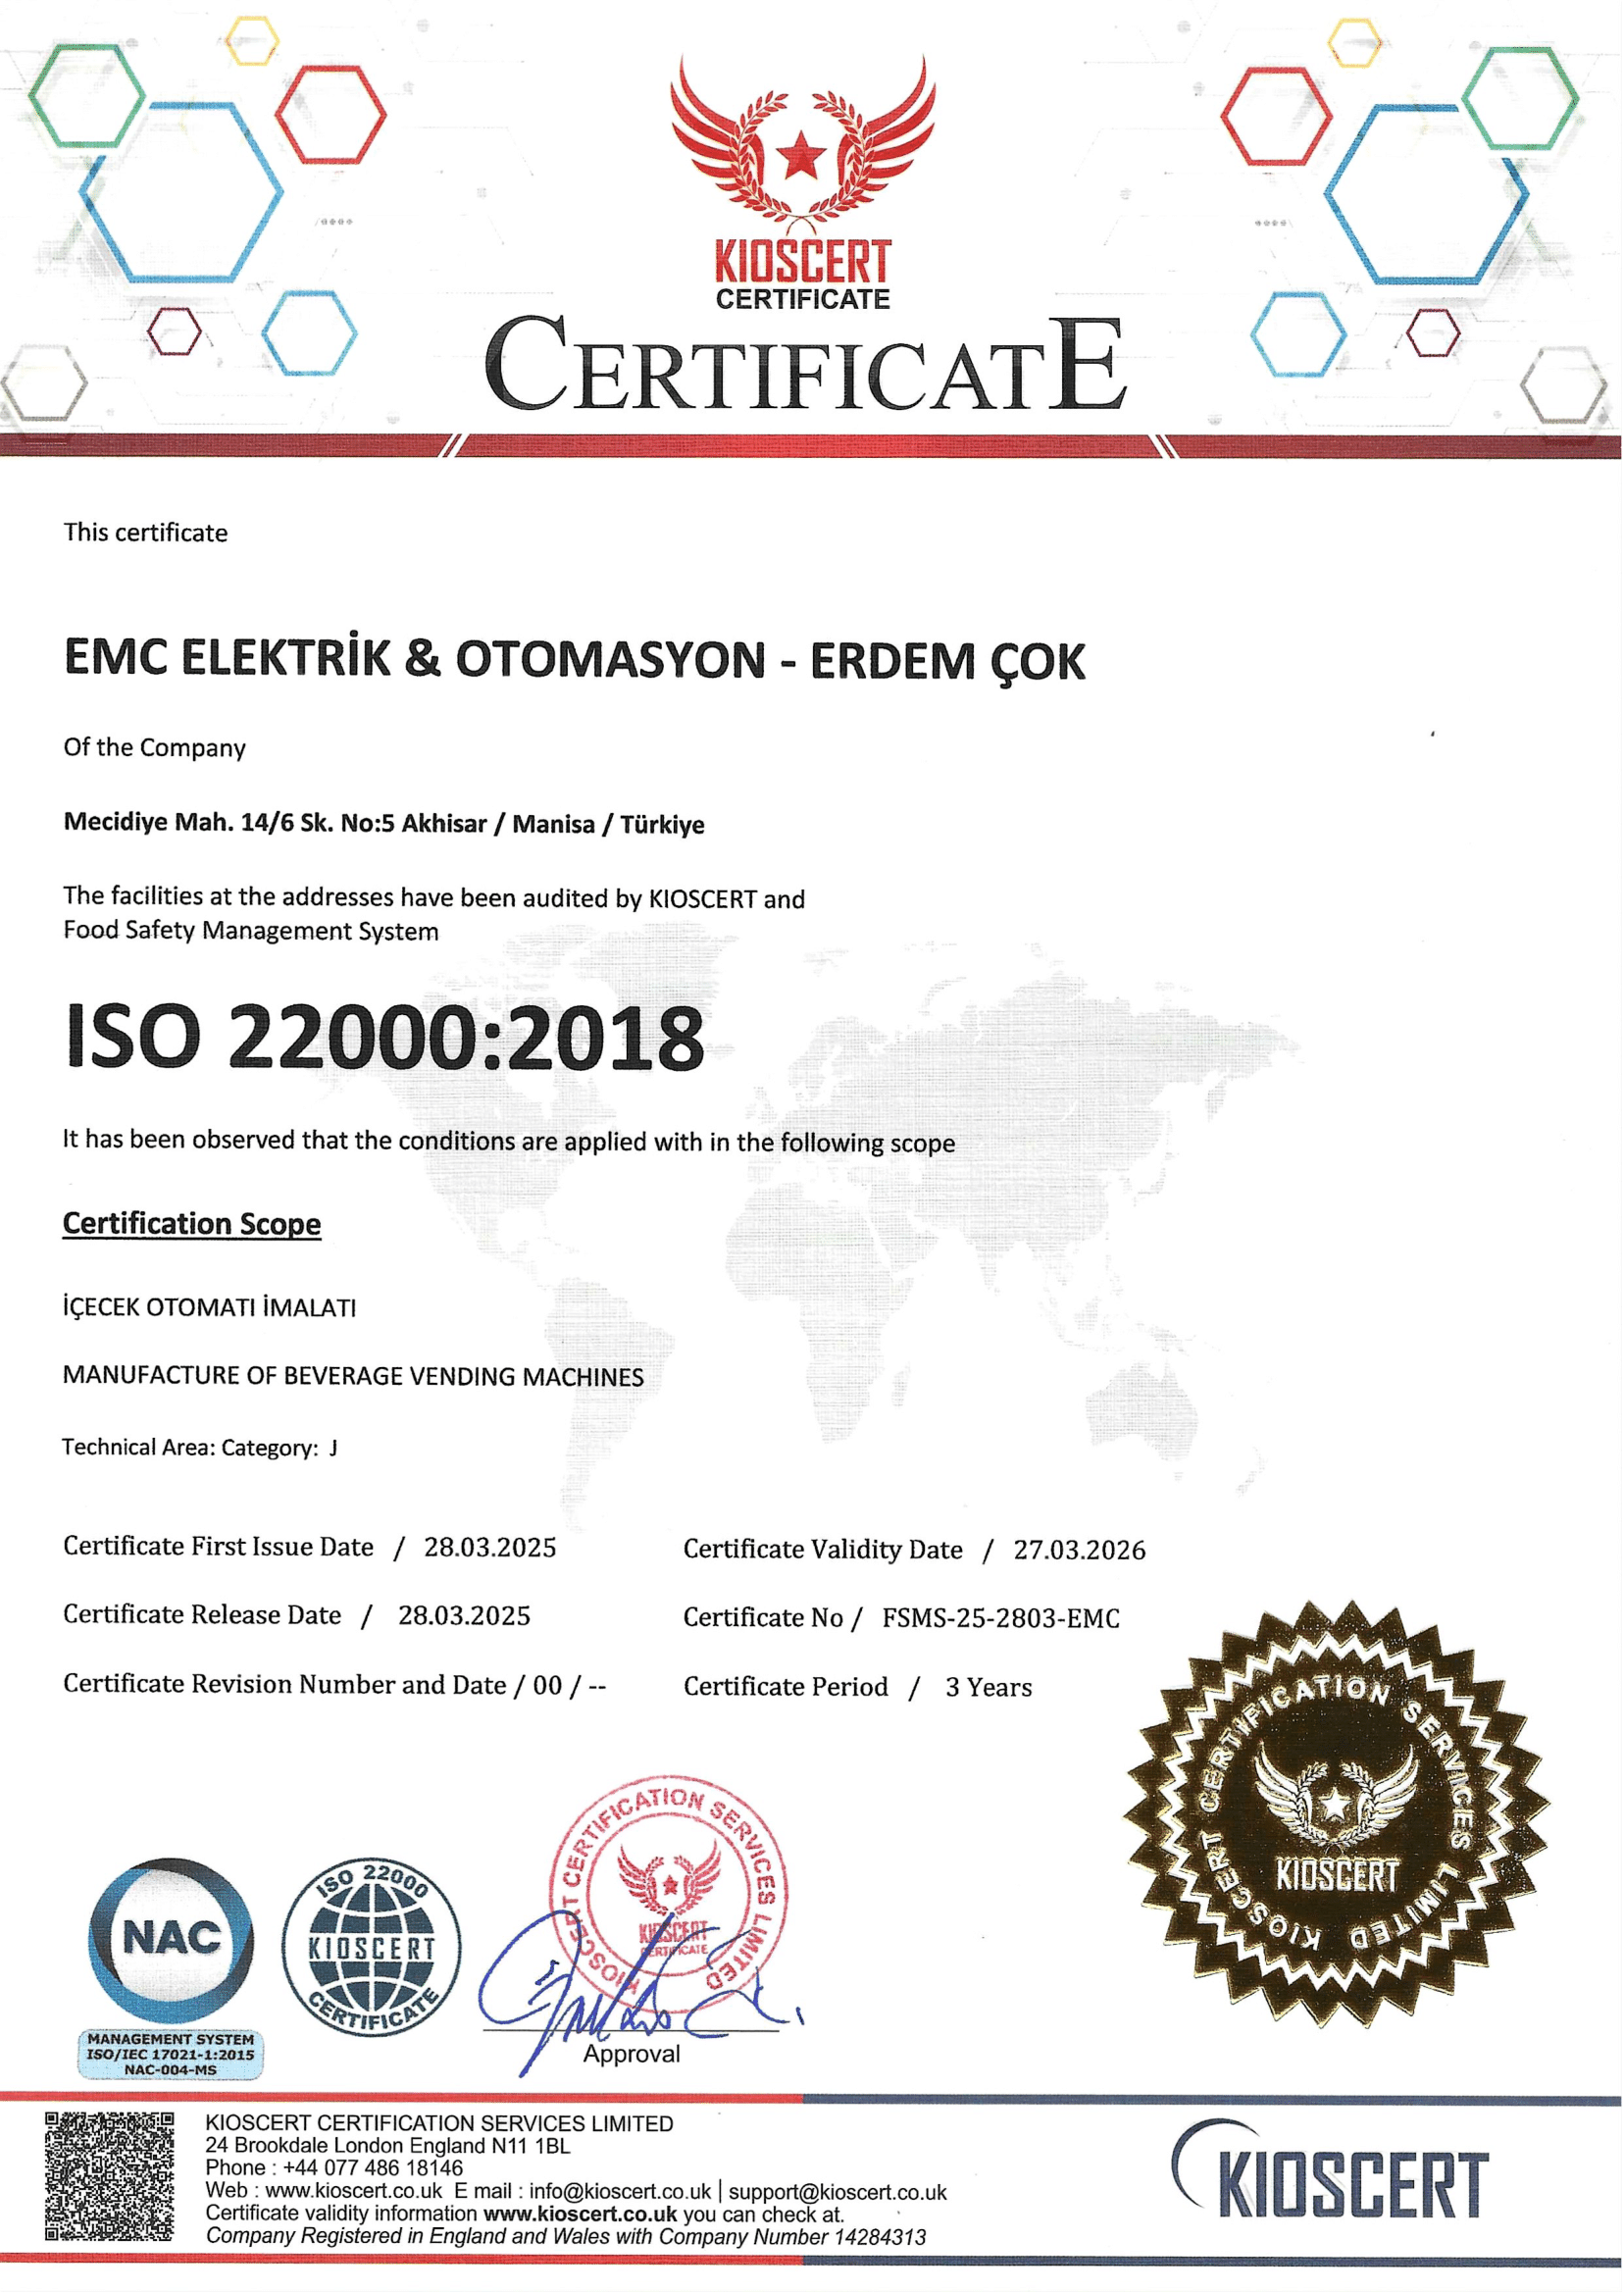 KIOSCERT
CERTIFICATE
CERTIFICATE
This certificate
EMC ELEKTRİK & OTOMASYON - ERDEM ÇOK
Of the Company
Mecidiye Mah. 14/6 Sk. No:5 Akhisar / Manisa / Türkiye
The facilities at the addresses have been audited by KIOSCERT and
Food Safety Management System
ISO 22000:2018
It has been observed that the conditions are applied with in the following scope
Certification Scope
İÇECEK OTOMATI İMALATI
MANUFACTURE OF BEVERAGE VENDING MACHINES
Technical Area: Category: J
Certificate First Issue Date / 28.03.2025
Certificate Validity Date / 27.03.2026
Certificate Release Date / 28.03.2025
Certificate No / FSMS-25-2803-EMC
Certificate Revision Number and Date / 00 / --
Certificate Period / 3 Years
KIOSCERT CERTIFICATION SERVICES LIMITED
KIOSCERT
NAC
MANAGEMENT SYSTEM
ISO/IEC 17021-1:2015
NAC-004-MS
ISO 22000
KIOSCERT
CERTIFICATE
KIOSCERT CERTIFICATION SERVICES LIMITED
KIOSCERT
CERTIFICATE
Approval
KIOSCERT CERTIFICATION SERVICES LIMITED
24 Brookdale London England N11 1BL
Phone : +44 077 486 18146
Web : www.kioscert.co.uk E mail : info@kioscert.co.uk | support@kioscert.co.uk
Certificate validity information www.kioscert.co.uk you can check at.
Company Registered in England and Wales with Company Number 14284313
KIOSCERT